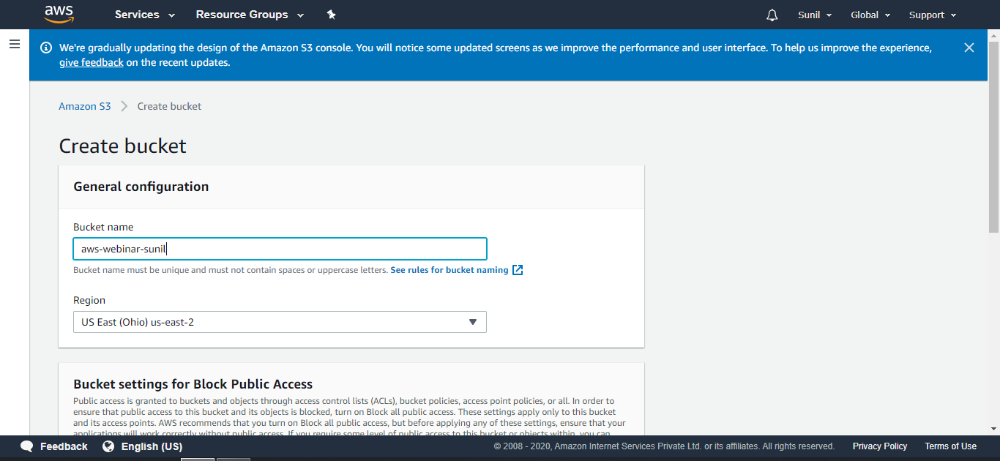 aws Services Resource Groups Sunil Global Support
We're gradually updating the design of the Amazon S3 console. You will notice some updated screens as we improve the performance and user interface. To help us improve the experience,
give feedback on the recent updates.
Amazon S3 Create bucket
Create bucket
General configuration
Bucket name
aws-webinar-sunil
Bucket name must be unique and must not contain spaces or uppercase letters. See rules for bucket naming
Region
US East (Ohio) us-east-2
Bucket settings for Block Public Access
Public access is granted to buckets and objects through access control lists (ACLs), bucket policies, access point policies, or all. In order to
ensure that public access to this bucket and its objects is blocked, turn on Block all public access. These settings apply only to this bucket
and its access points. AWS recommends that you turn on Block all public access, but before applying any of these settings, ensure that your
applications will work correctly without public access. If you require some level of public access to this bucket or objects within, you can
Feedback English (US) © 2008 - 2020, Amazon Internet Services Private Ltd. or its affiliates. All rights reserved. Privacy Policy Terms of Use